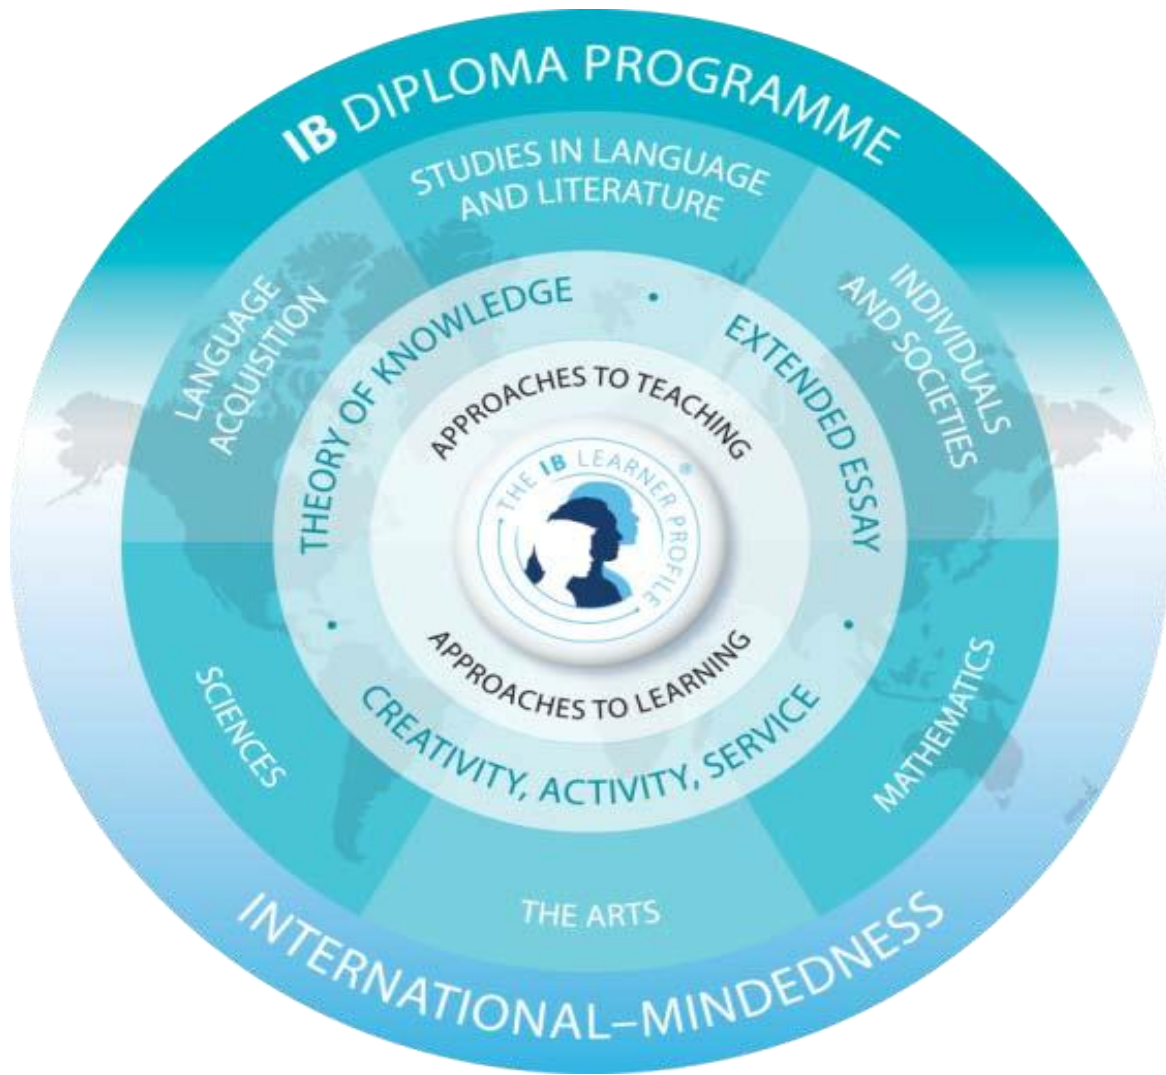 IB DIPLOMA PROGRAMME
STUDIES IN LANGUAGE
AND LITERATURE
LANGUAGE
ACQUISITION
INDIVIDUALS
AND SOCIETIES
THEORY OF KNOWLEDGE
•
EXTENDED ESSAY
•
APPROACHES TO TEACHING
THE IB LEARNER PROFILE
®
APPROACHES TO LEARNING
•
CREATIVITY, ACTIVITY, SERVICE
SCIENCES
MATHEMATICS
THE ARTS
INTERNATIONAL–MINDEDNESS